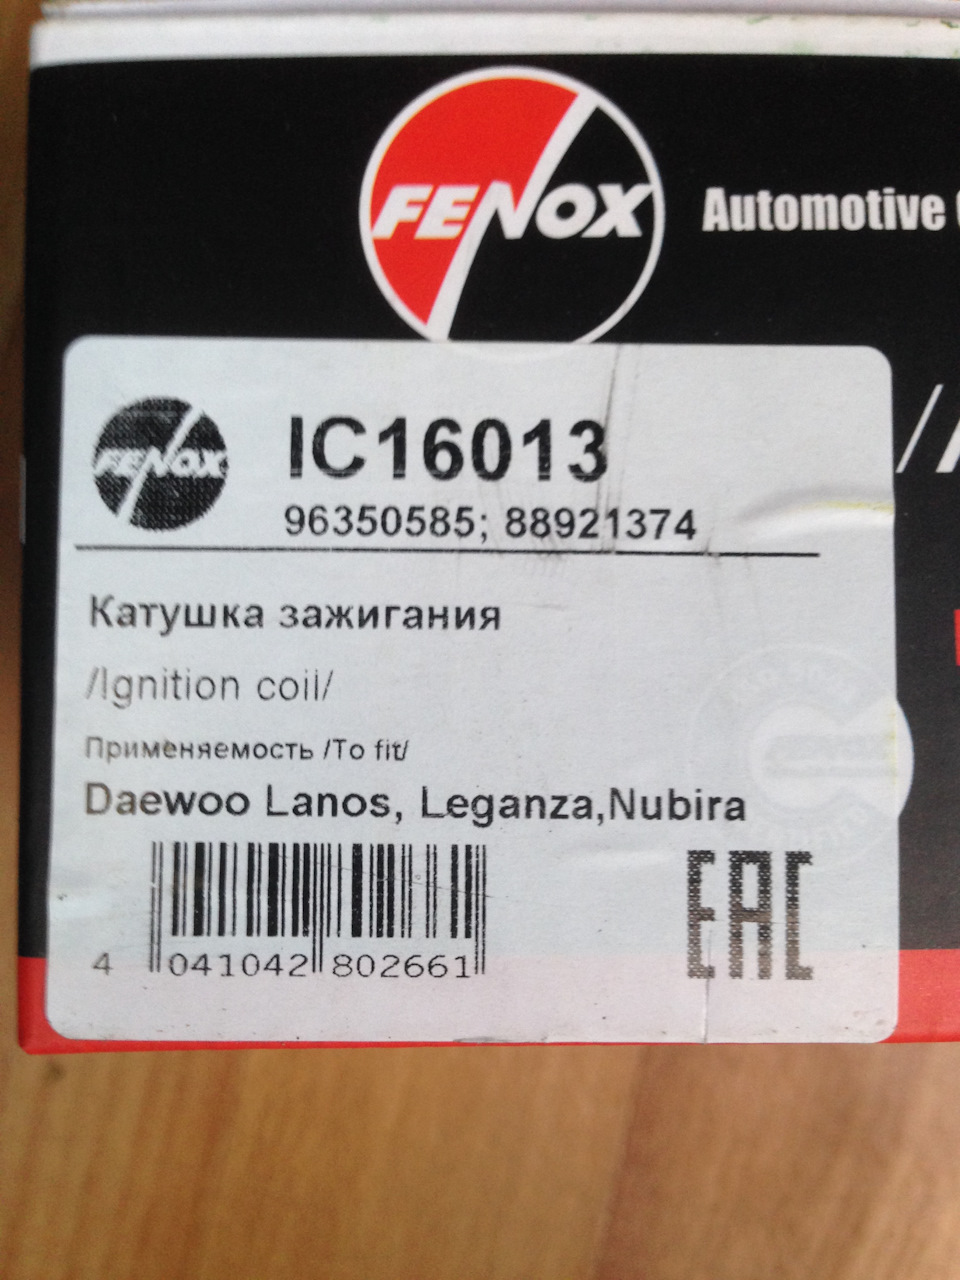 FENOX
Automotive
FENOX
IC16013
96350585; 88921374
Катушка зажигания
/Ignition coil/
Применяемость /To fit/
Daewoo Lanos, Leganza,Nubira
4 041042 802661
EAC